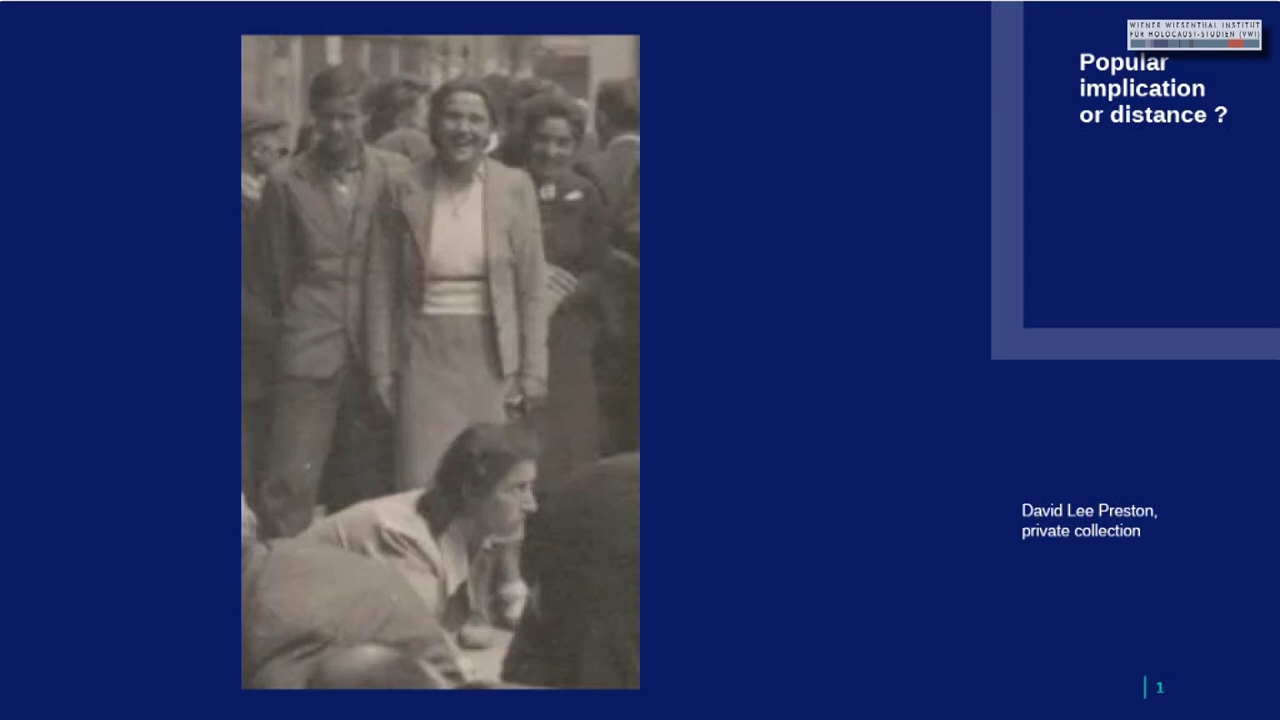 WIENER WIESENTHAL INSTITUT
FÜR HOLOCAUST-STUDIEN (VWI)
Popular
implication
or distance ?
David Lee Preston,
private collection
1